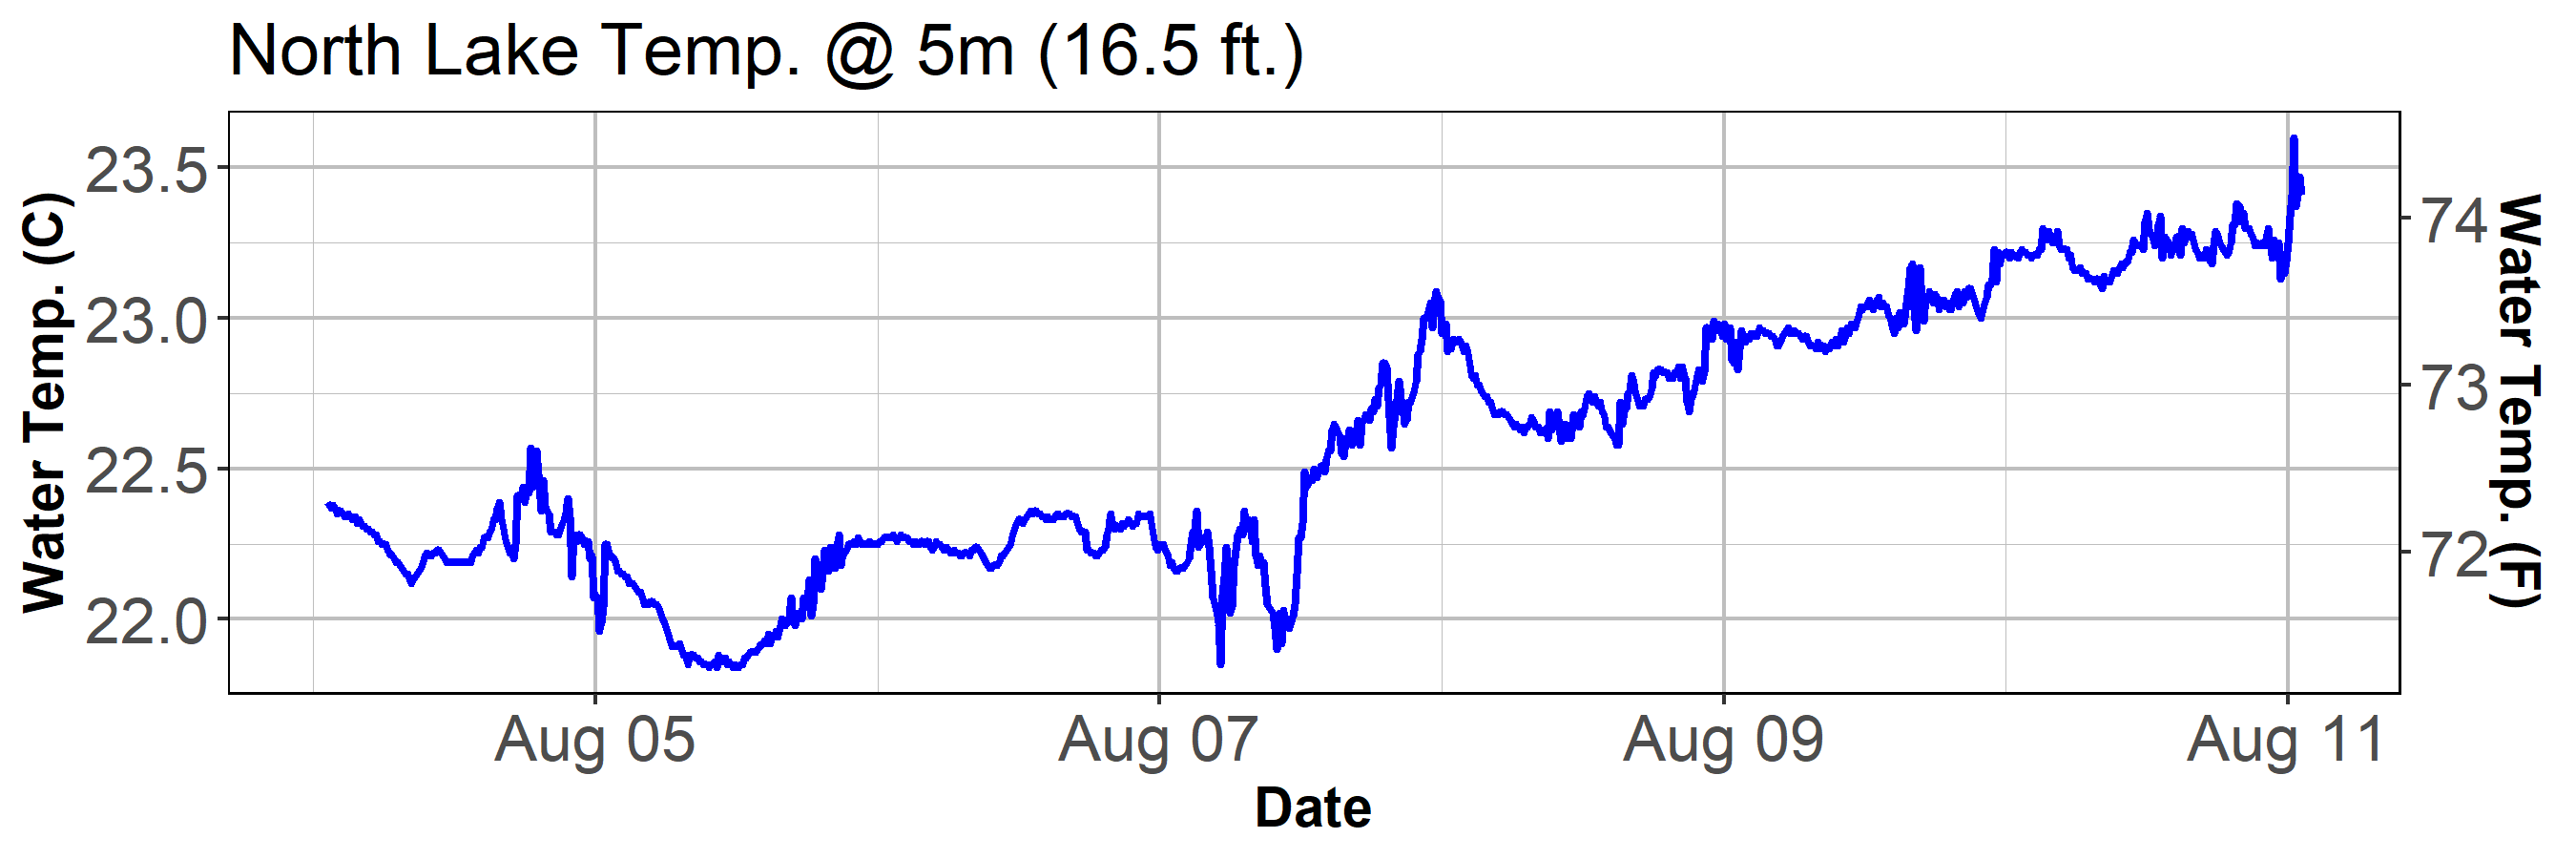 North Lake Temp. @ 5m (16.5 ft.)
Water Temp. (C)
23.5
23.0
22.5
22.0
74
73
72
Water Temp. (F)
Aug 05
Aug 07
Aug 09
Aug 11
Date